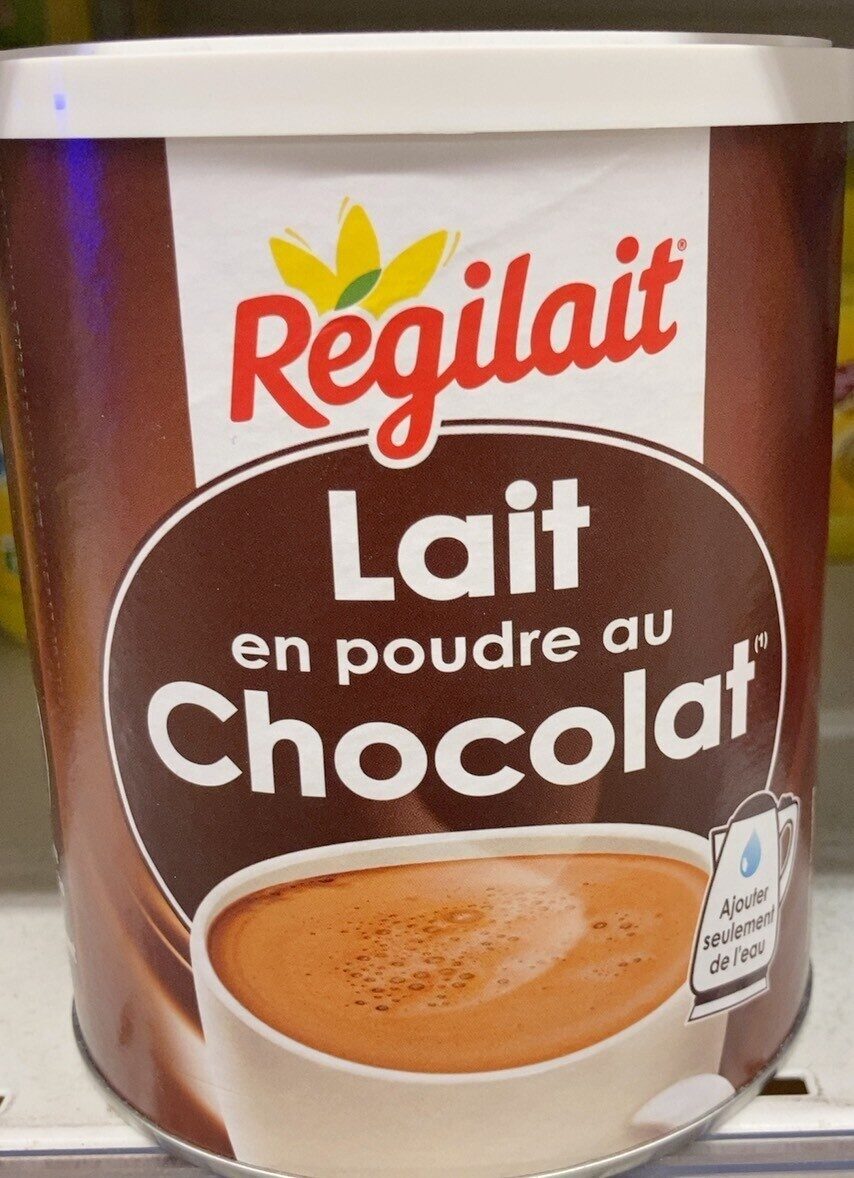 Régilait®
Lait
en poudre au
Chocolat(1)
Ajouter
seulement
de l'eau